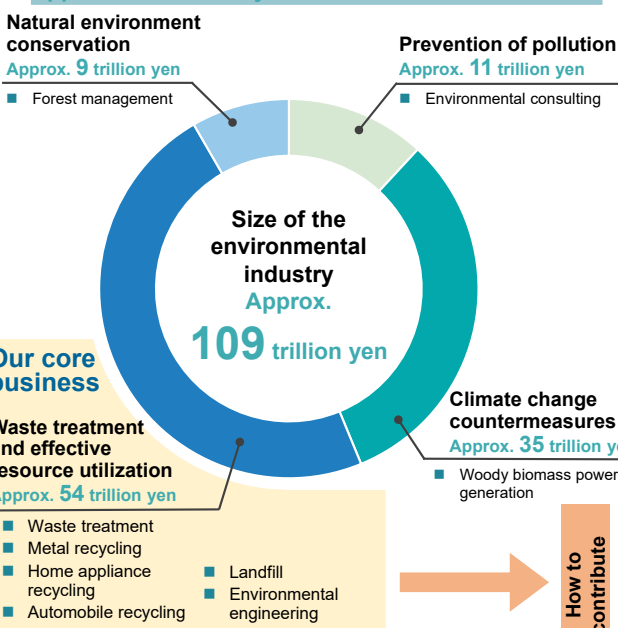 Natural environment
conservation
Approx. 9 trillion yen
■ Forest management
Prevention of pollution
Approx. 11 trillion yen
■ Environmental consulting
Size of the
environmental
industry
Approx.
109 trillion yen
Our core
business
Waste treatment
and effective
resource utilization
Approx. 54 trillion yen
■ Waste treatment
■ Metal recycling
■ Home appliance
recycling
■ Automobile recycling
■ Landfill
■ Environmental
engineering
Climate change
countermeasures
Approx. 35 trillion ye
■ Woody biomass power
generation
How to
contribute